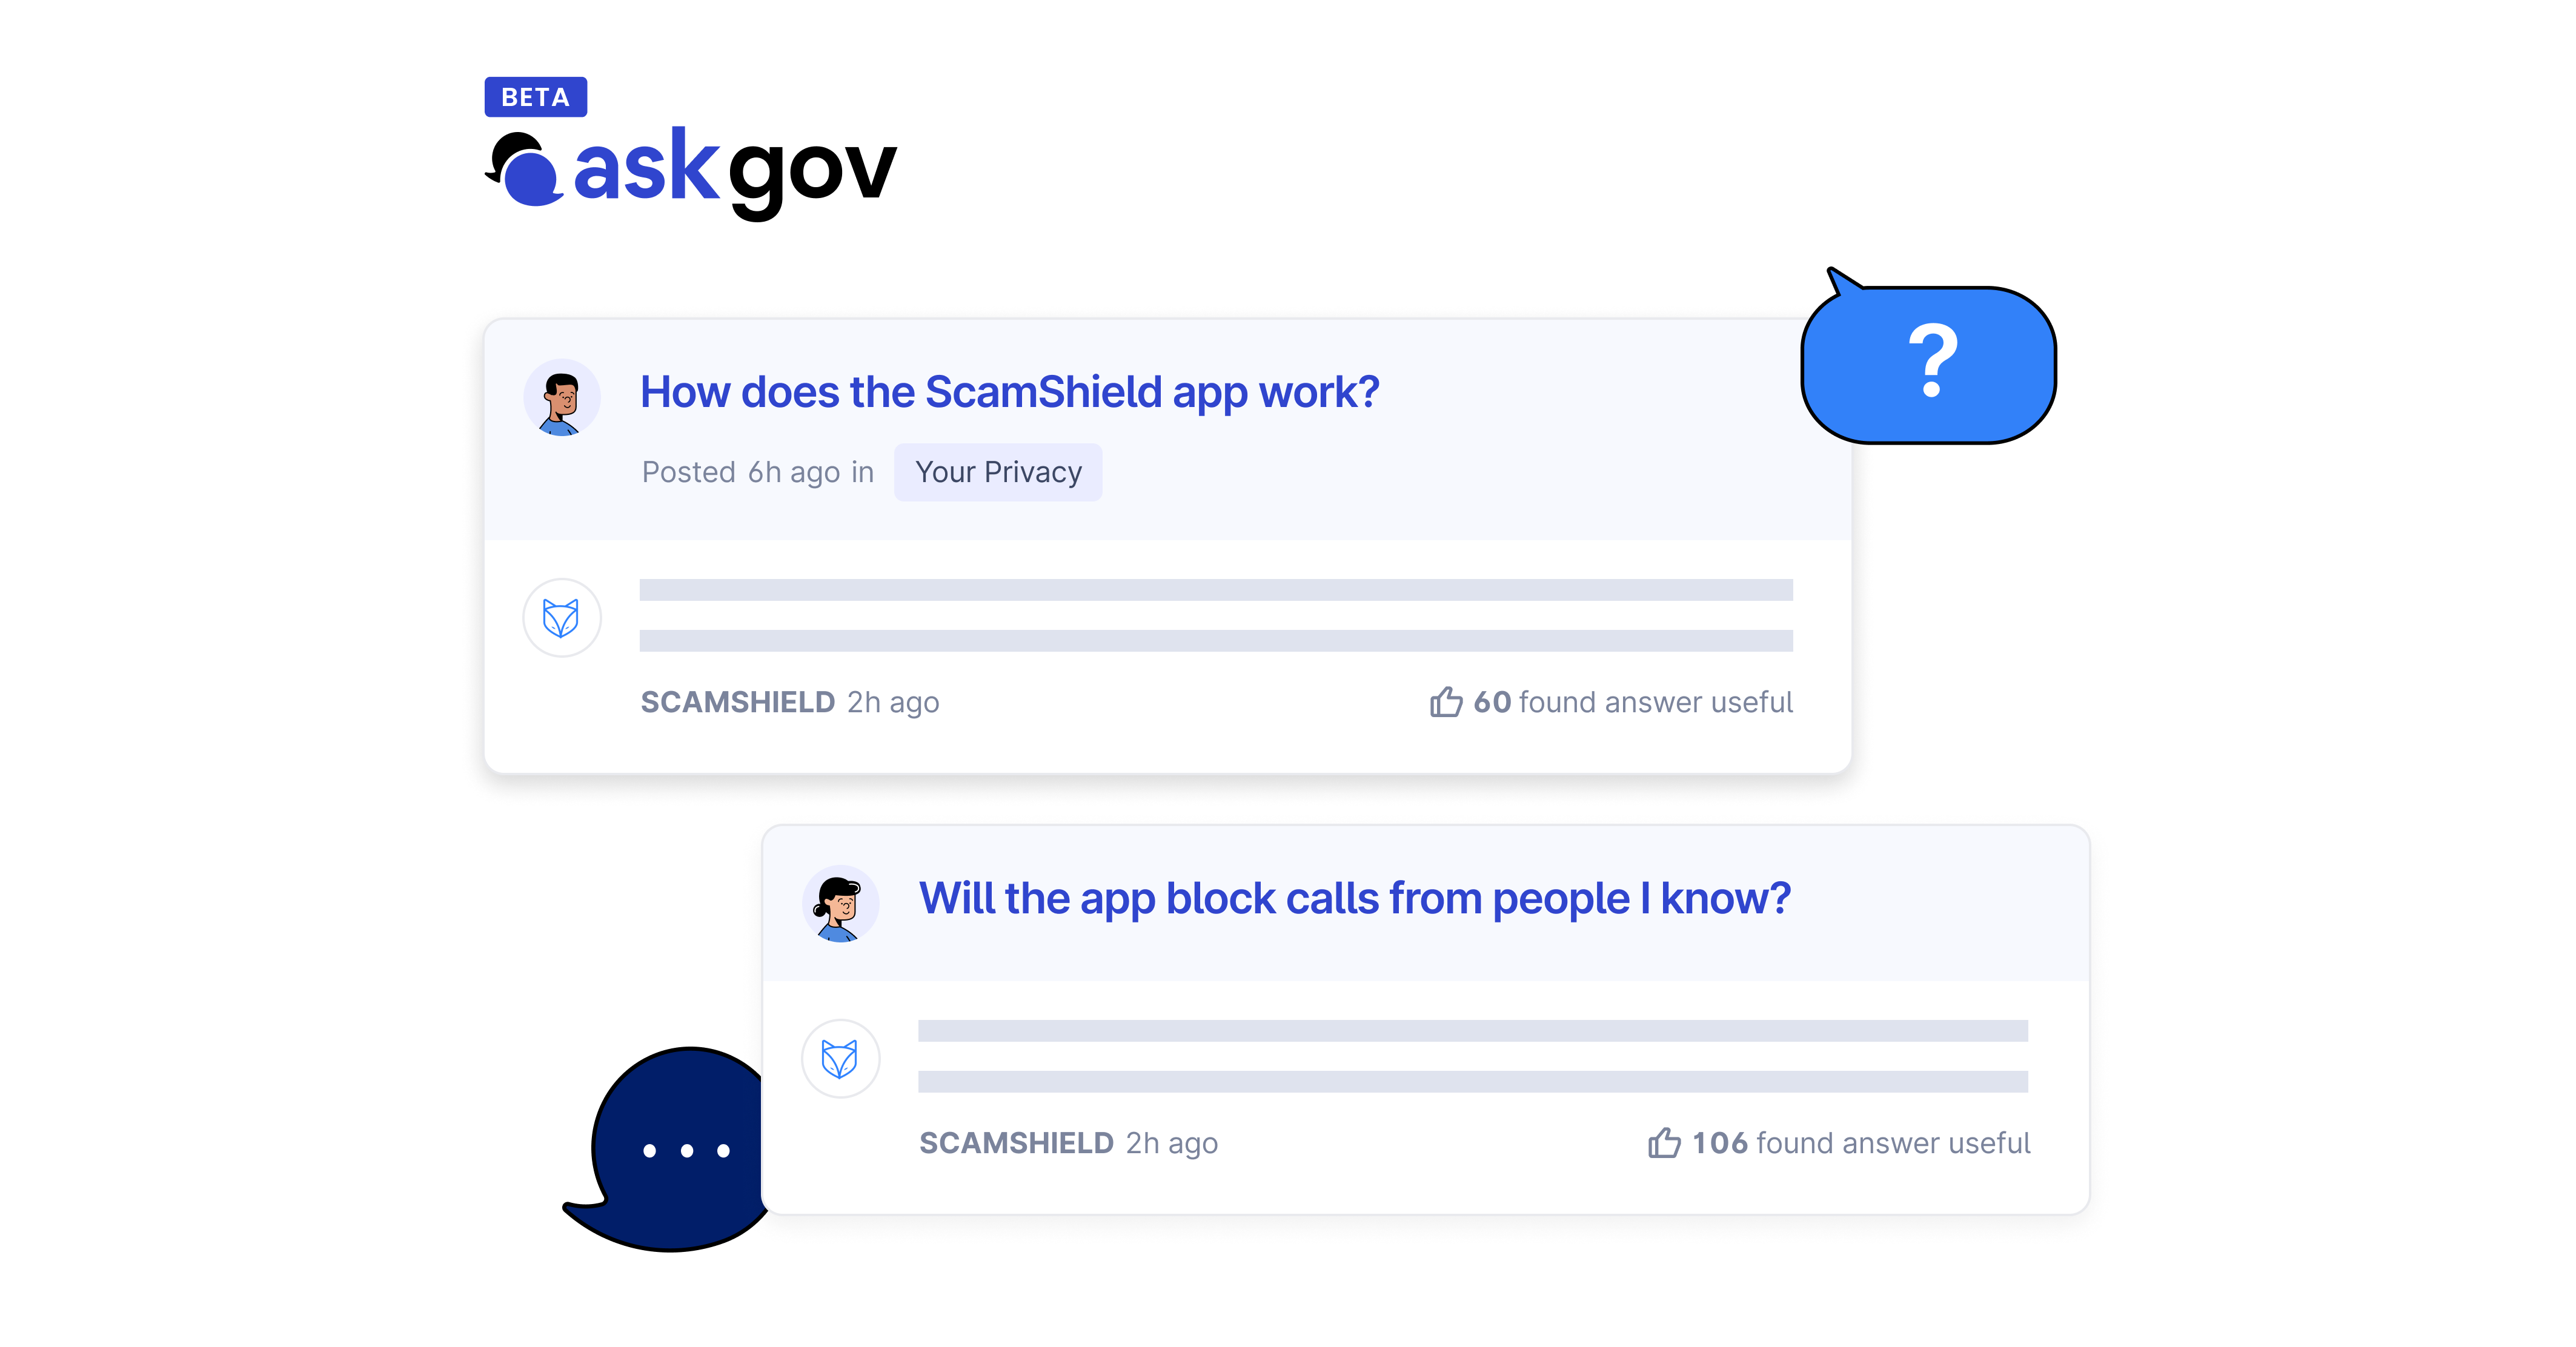 BETA
askgov
?
How does the ScamShield app work?
Posted 6h ago in Your Privacy
SCAMSHIELD 2h ago 60 found answer useful
Will the app block calls from people I know?
SCAMSHIELD 2h ago 106 found answer useful